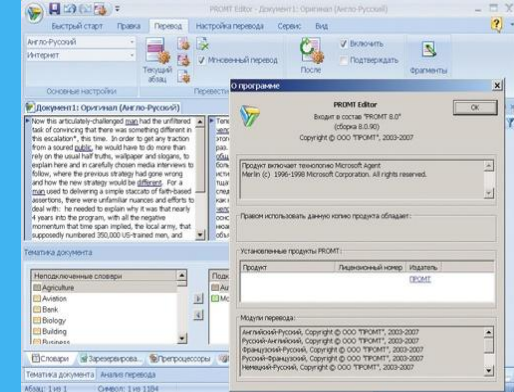 PROMT Editor - Документ1: Оригинал (Англо-Русский)
Быстрый старт Правка Перевод Настройка перевода Сервис Вид
Англо-Русский
Интернет
Текущий абзац
Мгновенный перевод
После
Включить
Подтверждать
Фрагменты
Основные настройки
Перевести
Документ1: Оригинал (Англо-Русский)
Now this articulately-challenged man had the unfittered
task of convincing that there was something different in
this escalation*, this time. In order to get any traction
from a soured public, he would have to do more than
rely on the usual half truths, wallpaper and slogans, to
explain here and in carefully chosen media interviews to
follow, where the previous strategy had gone wrong
and how the new strategy would be different. For a
man used to delivering a simple staccato of faith-based
assertions, there were unfamiliar nuances and efforts to
deal with: he needed to explain why it was that nearly
4 years into the program, with all the negative
momentum that time span implied, the local army, that
supposedly numbered 350,000 US-trained men, and
Тематика документа
Неподключенные словари
Agriculture
Aviation
Bank
Biology
Building
Business
Словари
Препроцессоры
Тематика документа Анализ перевода
Абзац: 1 из 1 Символ: 1 из 1184
О программе
PROMT Editor
Входит в состав "PROMT 8.0"
(сборка 8.0.90)
Copyright © ООО "ПРОМТ", 2003-2007
OK
Продукт включает технологию Microsoft Agent
Merlin (c) 1996-1998 Microsoft Corporation. All rights reserved.
Правом использовать данную копию продукта обладает:
Установленные продукты PROMT:
Продукт Лицензионный номер Издатель
ПРОМТ
Модули перевода:
Английский-Русский, Copyright © ООО "ПРОМТ", 2003-2007
Русский-Английский, Copyright © ООО "ПРОМТ", 2003-2007
Французский-Русский, Copyright © ООО "ПРОМТ", 2003-2007
Русский-Французский, Copyright © ООО "ПРОМТ", 2003-2007
Немецкий-Русский, Copyright © ООО "ПРОМТ", 2003-2007